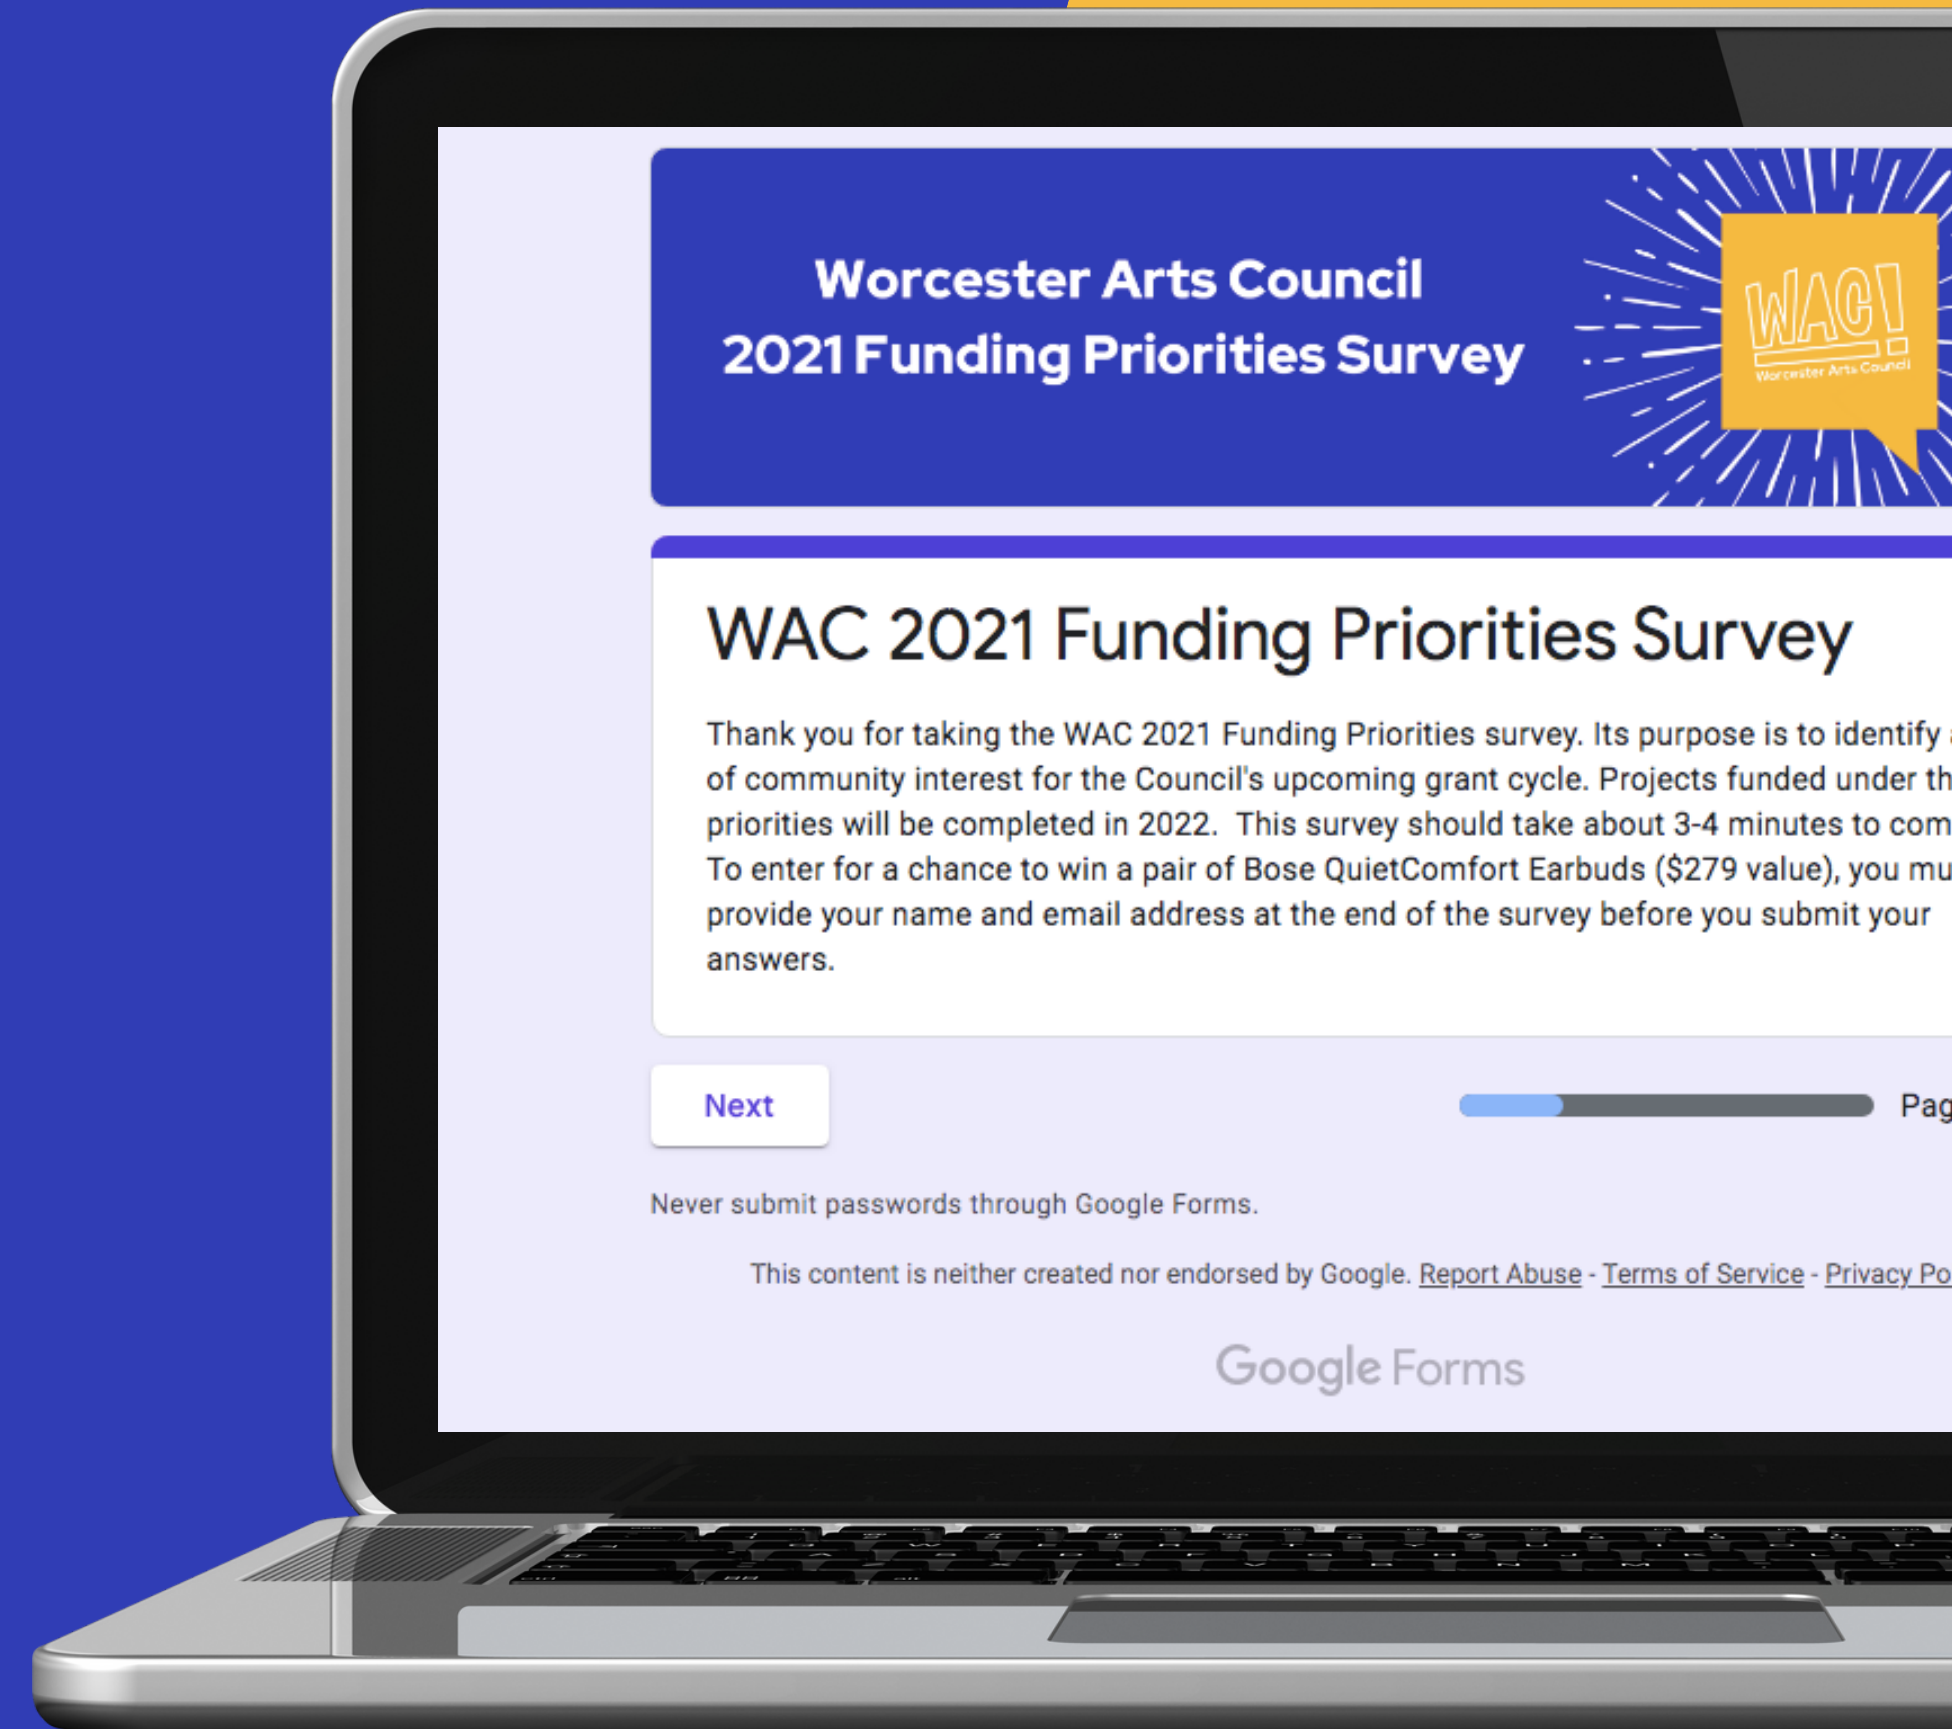 Worcester Arts Council
2021 Funding Priorities Survey
WAC!
Worcester Arts Council
WAC 2021 Funding Priorities Survey
Thank you for taking the WAC 2021 Funding Priorities survey. Its purpose is to identify
of community interest for the Council's upcoming grant cycle. Projects funded under
priorities will be completed in 2022.  This survey should take about 3-4 minutes to
To enter for a chance to win a pair of Bose QuietComfort Earbuds ($279 value), you
provide your name and email address at the end of the survey before you submit your
answers.
Next
Never submit passwords through Google Forms.
This content is neither created nor endorsed by Google. Report Abuse - Terms of Service - Privacy
Google Forms